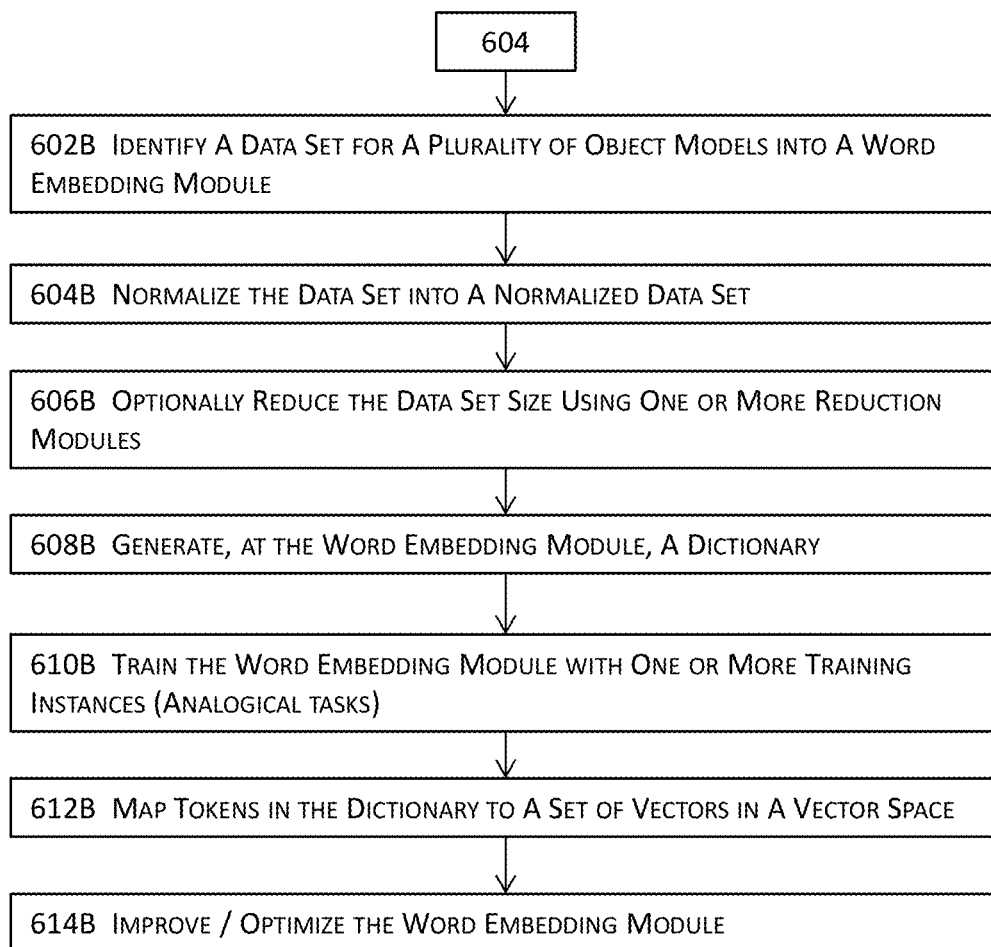 604
602B IDENTIFY A DATA SET FOR A PLURALITY OF OBJECT MODELS INTO A WORD
EMBEDDING MODULE
604B NORMALIZE THE DATA SET INTO A NORMALIZED DATA SET
606B OPTIONALLY REDUCE THE DATA SET SIZE USING ONE OR MORE REDUCTION
MODULES
608B GENERATE, AT THE WORD EMBEDDING MODULE, A DICTIONARY
610B TRAIN THE WORD EMBEDDING MODULE WITH ONE OR MORE TRAINING
INSTANCES (ANALOGICAL TASKS)
612B MAP TOKENS IN THE DICTIONARY TO A SET OF VECTORS IN A VECTOR SPACE
614B IMPROVE / OPTIMIZE THE WORD EMBEDDING MODULE